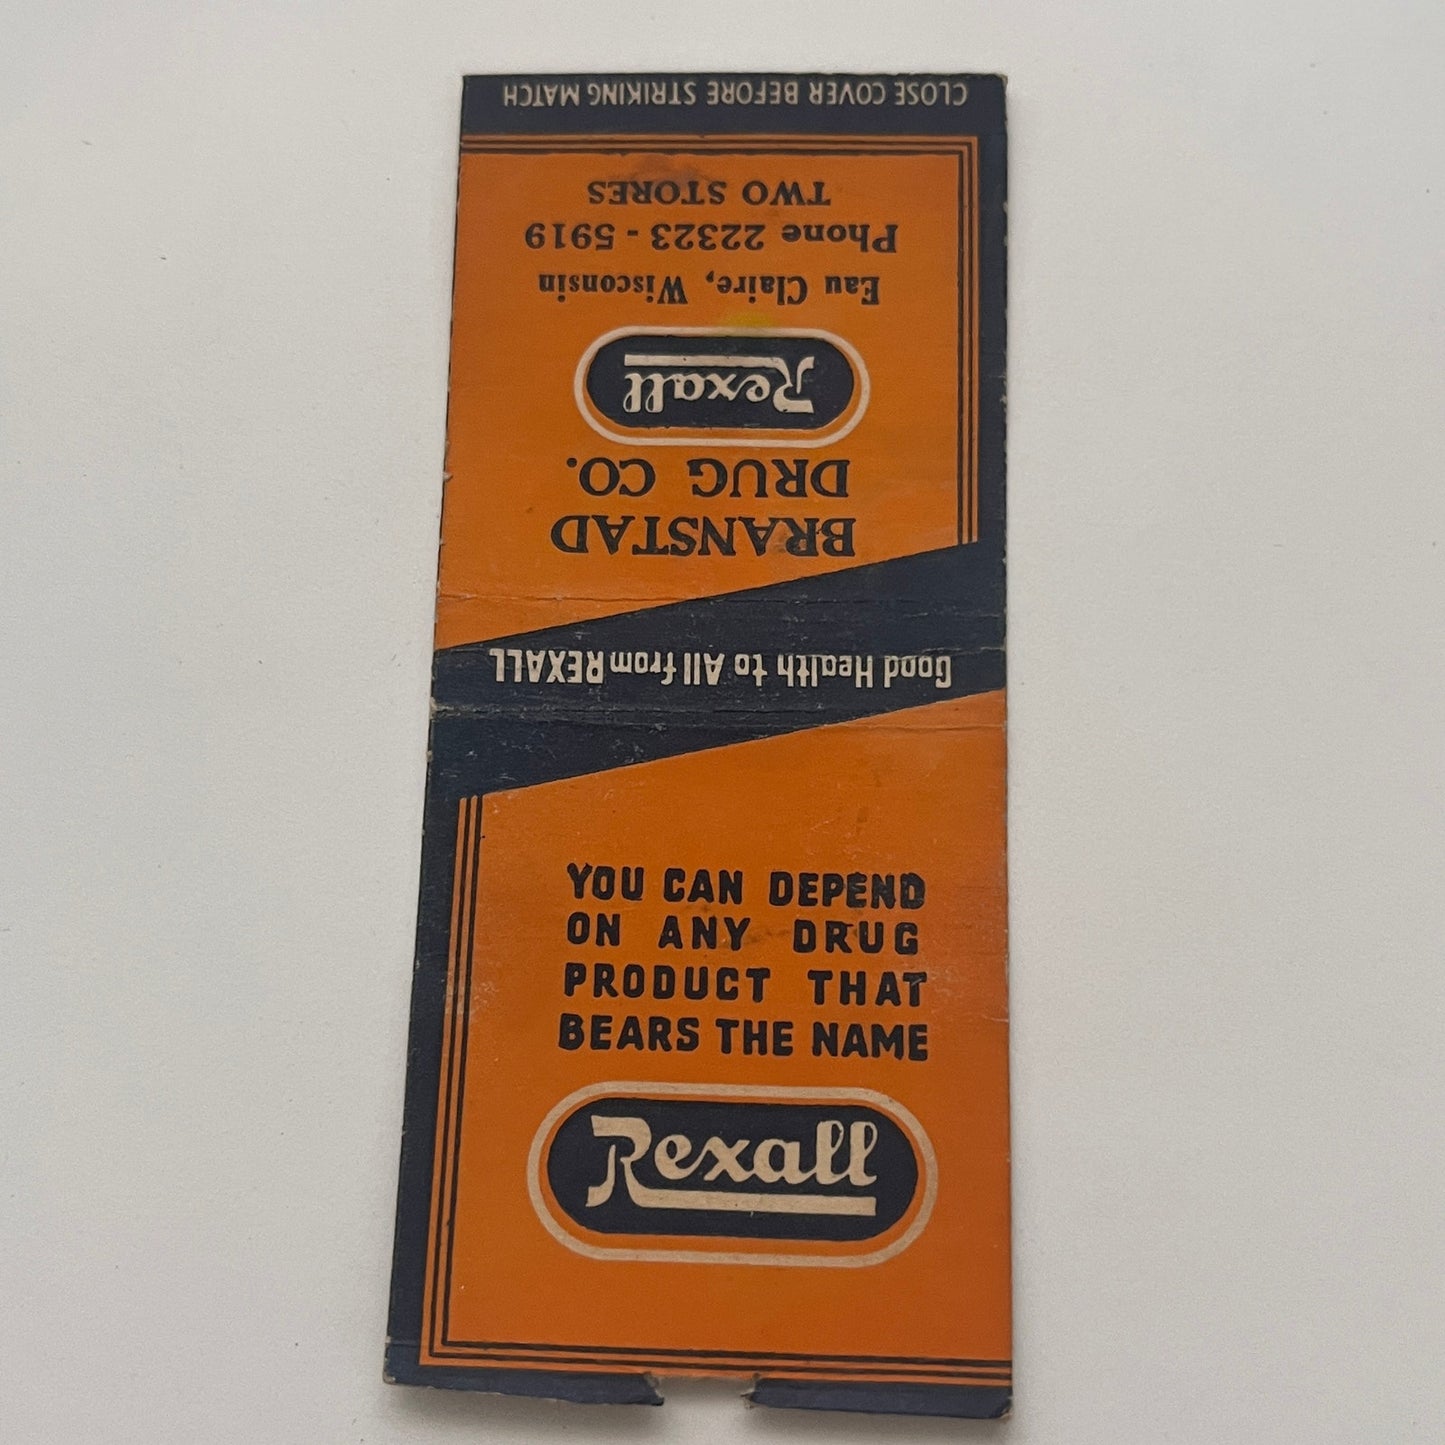 CLOSE COVER BEFORE STRIKING MATCH
BRANSTAD
DRUG CO.
Rexall
Eau Claire, Wisconsin
Phone 22323 - 5919
TWO STORES
Good Health to All from REXALL
YOU CAN DEPEND
ON ANY DRUG
PRODUCT THAT
BEARS THE NAME
Rexall